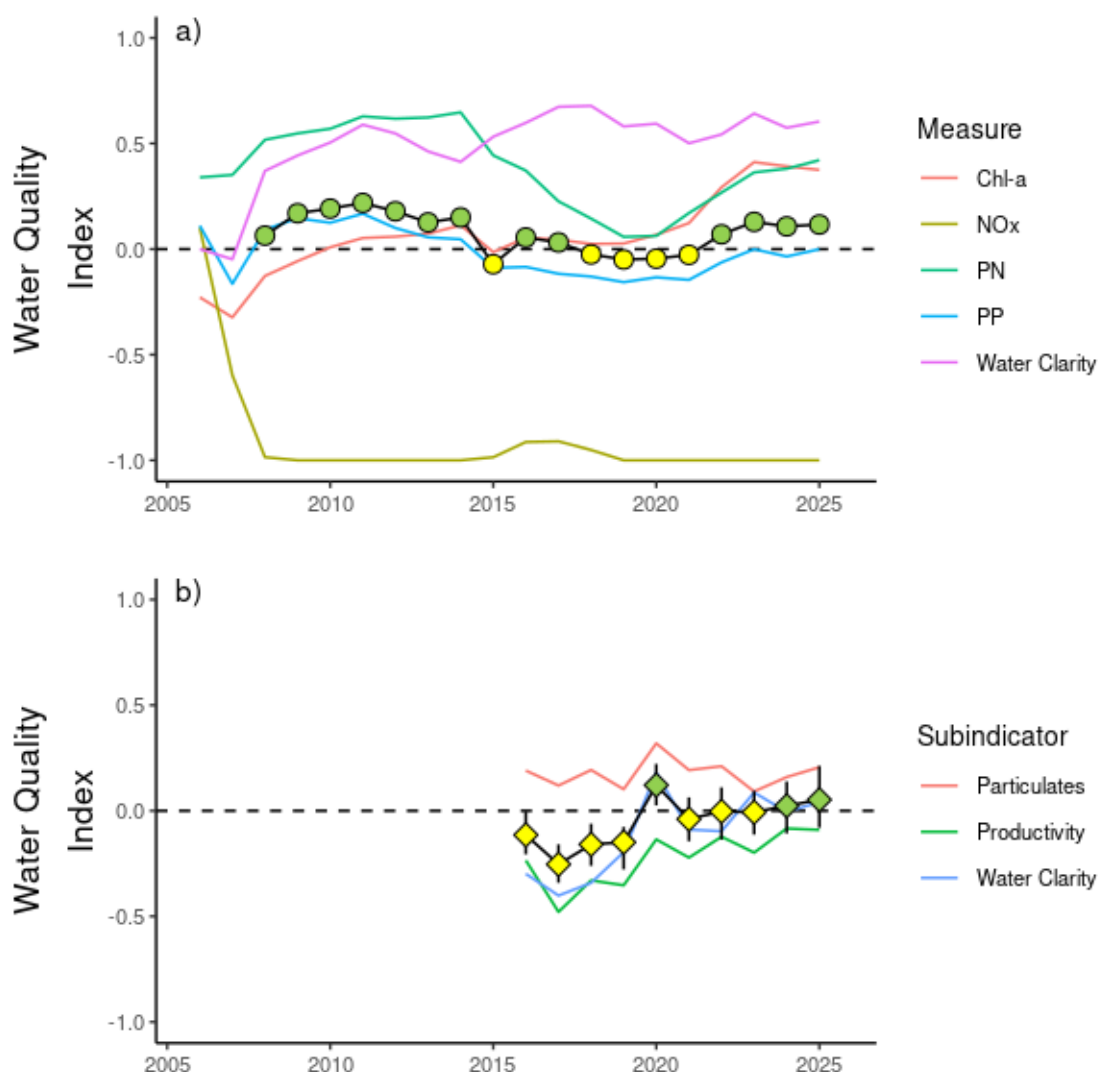 a)
Water Quality
Index
1.0
0.5
0.0
-0.5
-1.0
2005 2010 2015 2020 2025
Measure
Chl-a
NOx
PN
PP
Water Clarity
b)
Water Quality
Index
1.0
0.5
0.0
-0.5
-1.0
2005 2010 2015 2020 2025
Subindicator
Particulates
Productivity
Water Clarity